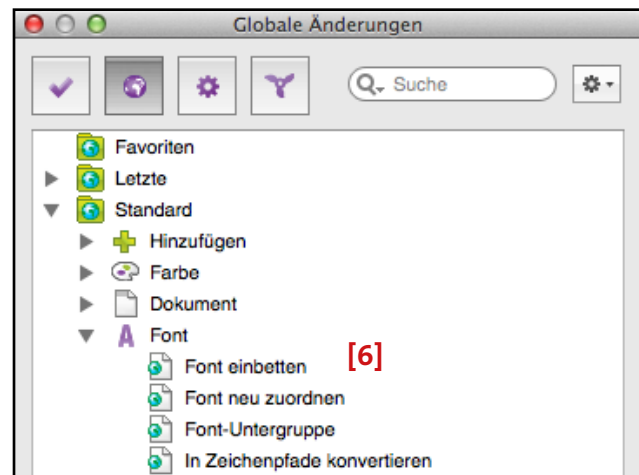 Globale Änderungen
Suche
Favoriten
Letzte
Standard
Hinzufügen
Farbe
Dokument
Font
Font einbetten [6]
Font neu zuordnen
Font-Untergruppe
In Zeichenpfade konvertieren